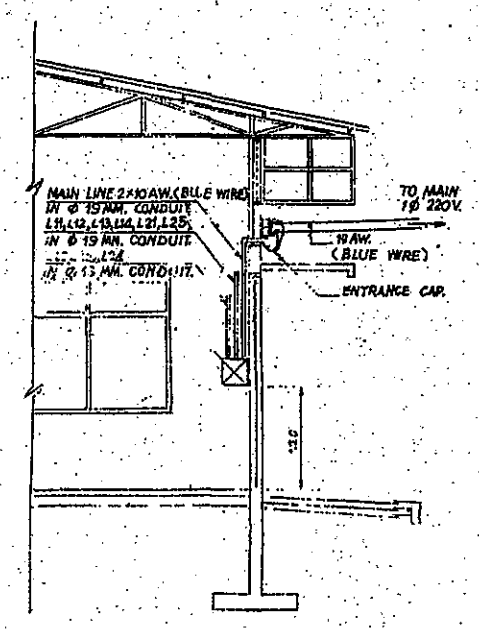 MAIN LINE 2×10 AW.(BLUE WIRE)
IN Ø 19 MM. CONDUIT
L11,L12,L13,L14,L21,L25,
IN Ø 19 MM. CONDUIT
L24
IN Ø 13 MM. CONDUIT.
TO MAIN
1Ø 220V.
10 AW.
(BLUE WIRE)
ENTRANCE CAP.
1.20